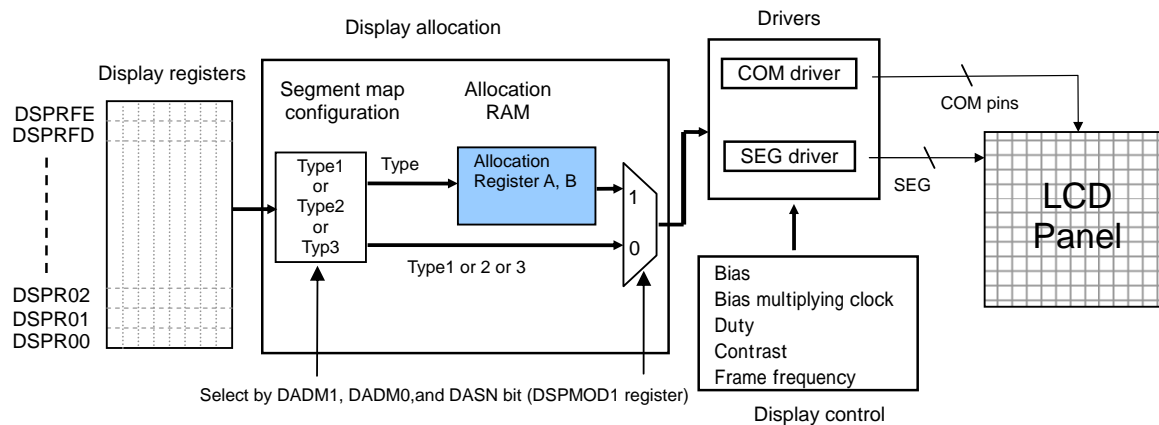 Display allocation
Drivers
Display registers
DSPRFE
DSPRFD
DSPR02
DSPR01
DSPR00
Segment map
configuration
Allocation
RAM
Type1
or
Type2
or
Typ3
Type
Allocation
Register A, B
1
0
Type1 or 2 or 3
Select by DADM1, DADM0,and DASN bit (DSPMOD1 register)
COM driver
SEG driver
COM pins
SEG
LCD
Panel
Bias
Bias multiplying clock
Duty
Contrast
Frame frequency
Display control